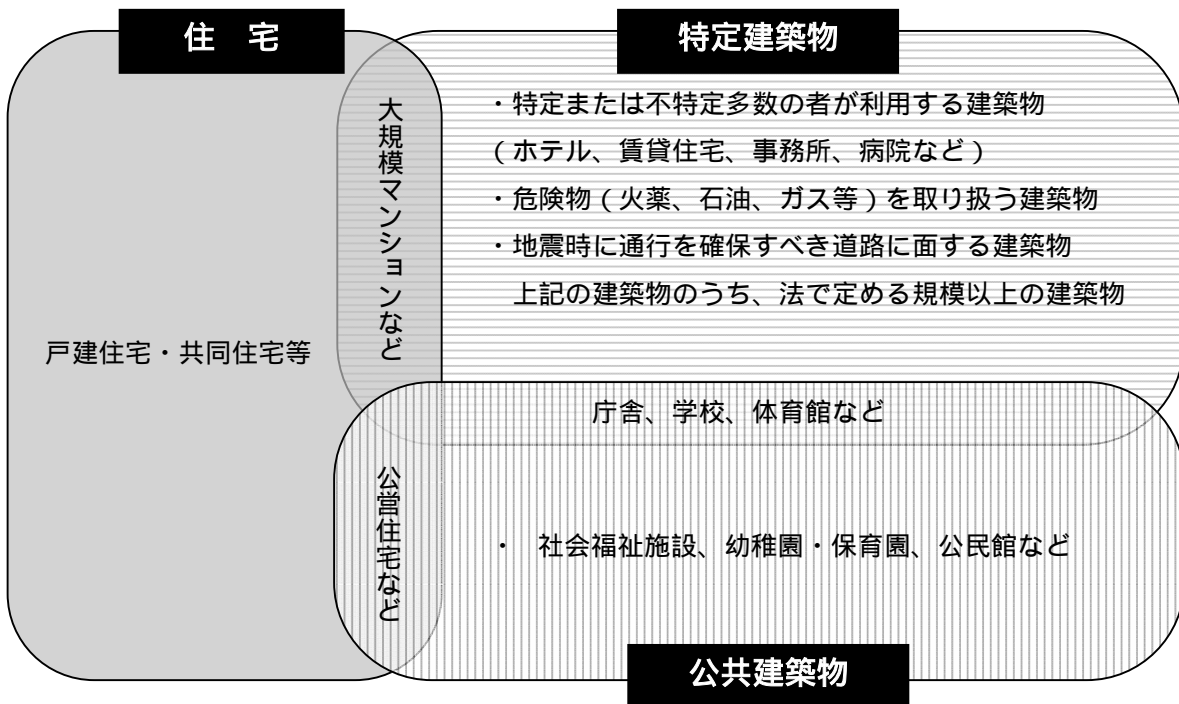 住　宅
特定建築物
大規模マンションなど
・特定または不特定多数の者が利用する建築物
（ホテル、賃貸住宅、事務所、病院など）
・危険物（火薬、石油、ガス等）を取り扱う建築物
・地震時に通行を確保すべき道路に面する建築物
上記の建築物のうち、法で定める規模以上の建築物
戸建住宅・共同住宅等
庁舎、学校、体育館など
公営住宅など
・　社会福祉施設、幼稚園・保育園、公民館など
公共建築物